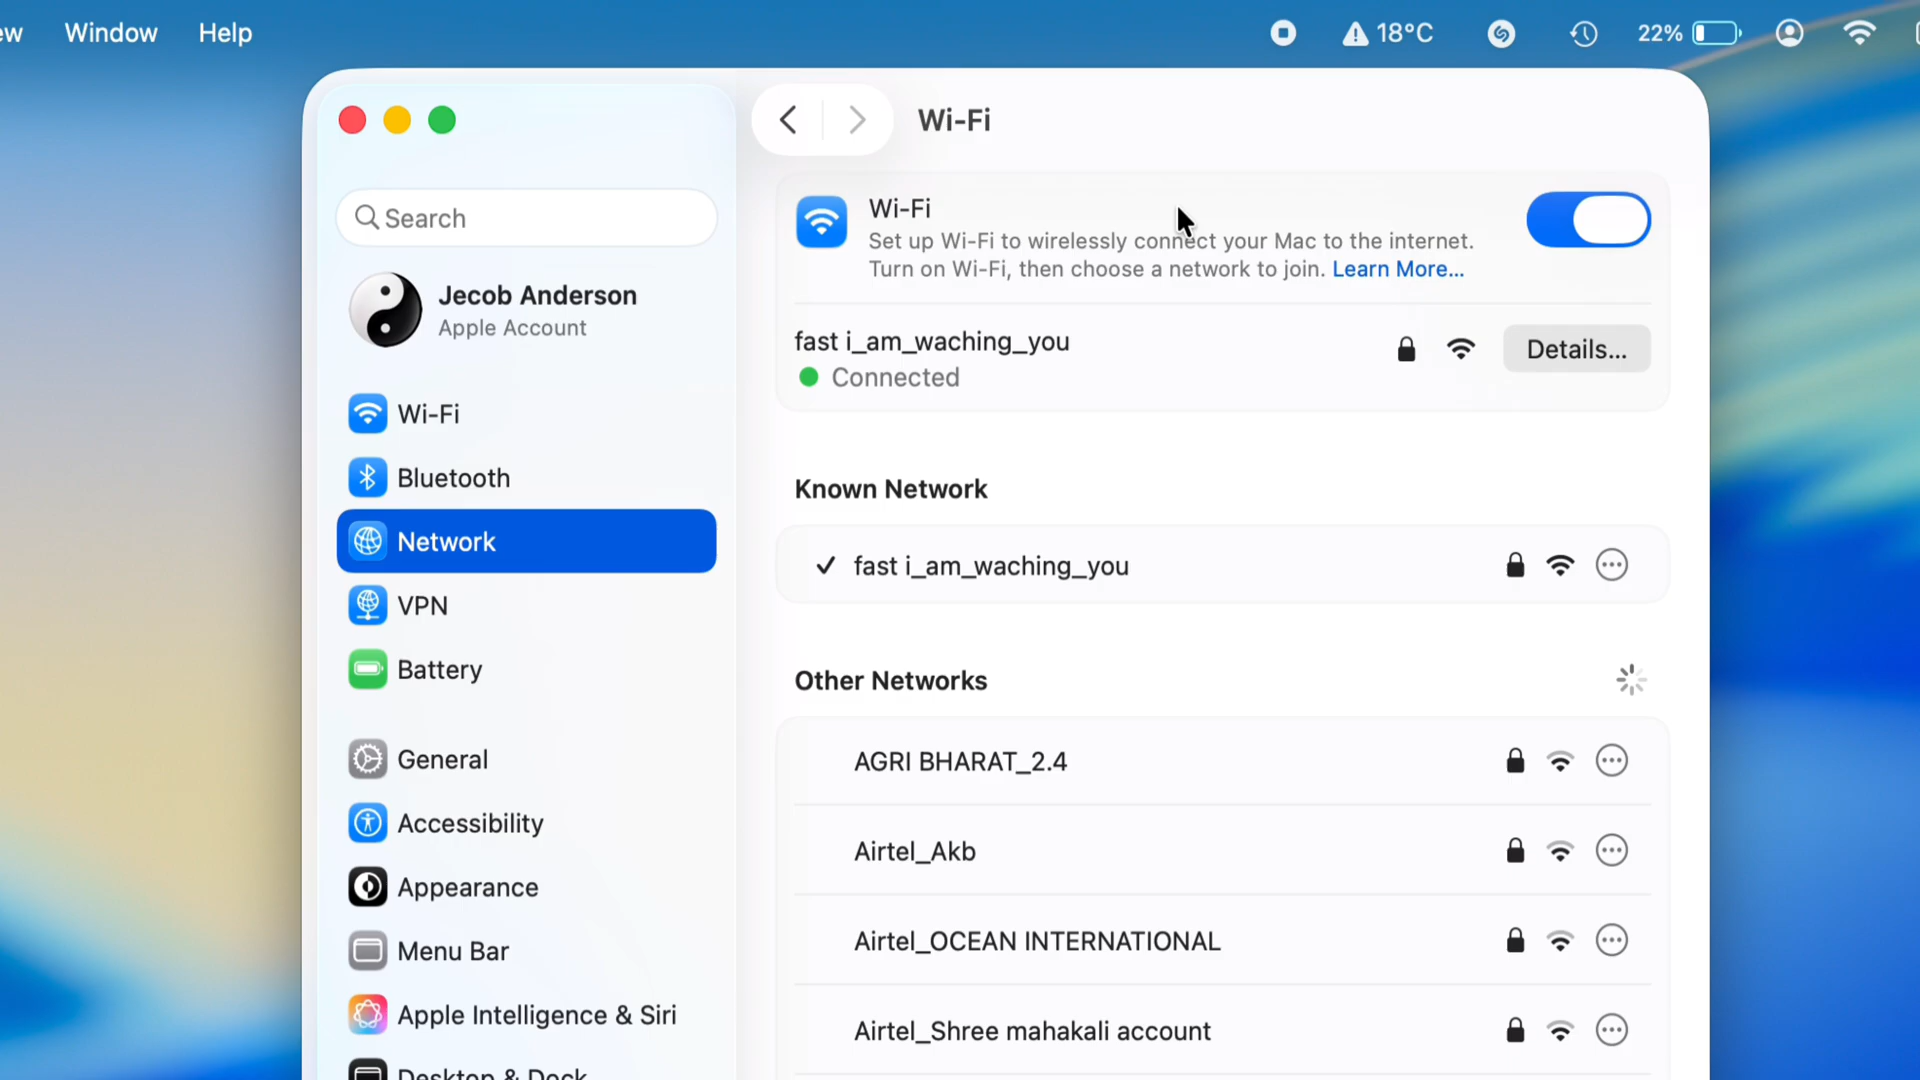 ew Window Help 18°C 22%
Wi-Fi
Search
Jecob Anderson
Apple Account
Wi-Fi
Bluetooth
Network
VPN
Battery
General
Accessibility
Appearance
Menu Bar
Apple Intelligence & Siri
Desktop & Dock
Wi-Fi
Set up Wi-Fi to wirelessly connect your Mac to the internet.
Turn on Wi-Fi, then choose a network to join. Learn More...
fast i_am_waching_you
Connected
Details...
Known Network
fast i_am_waching_you
Other Networks
AGRI BHARAT_2.4
Airtel_Akb
Airtel_OCEAN INTERNATIONAL
Airtel_Shree mahakali account